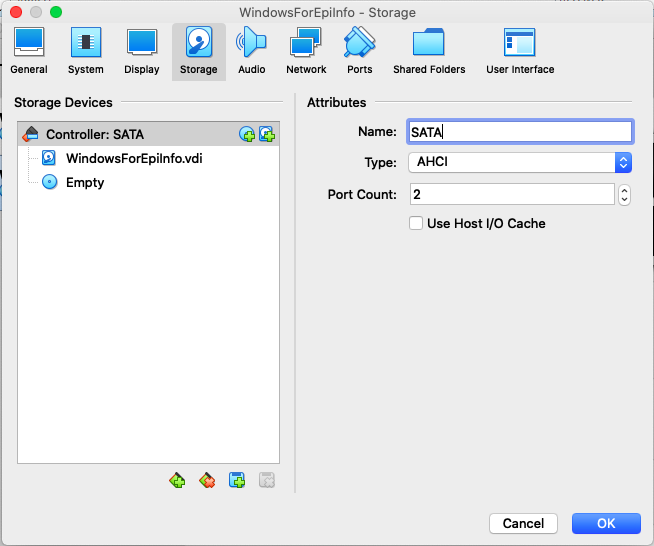 WindowsForEpiInfo - Storage
General System Display Storage Audio Network Ports Shared Folders User Interface
Storage Devices
Controller: SATA
WindowsForEpiInfo.vdi
Empty
Attributes
Name: SATA
Type: AHCI
Port Count: 2
Use Host I/O Cache
Cancel OK